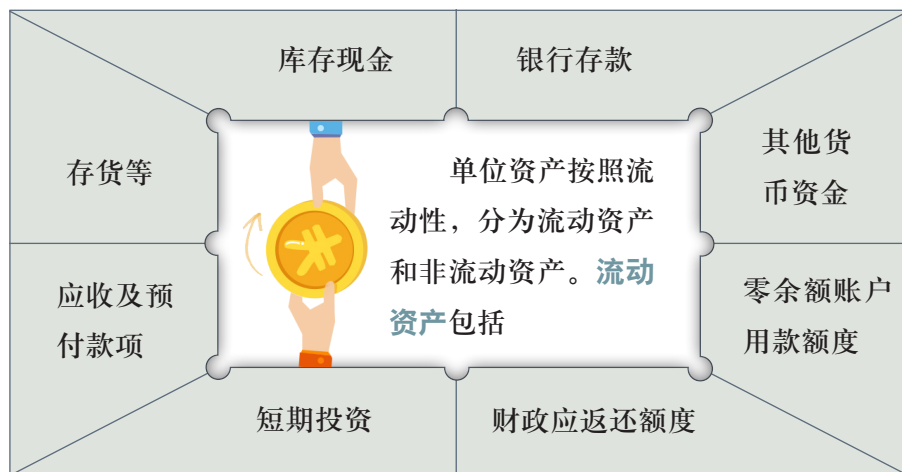 库存现金
银行存款
其他货
币资金
零余额账户
用款额度
财政应返还额度
短期投资
应收及预
付款项
存货等
单位资产按照流
动性，分为流动资产
和非流动资产。流动
资产包括